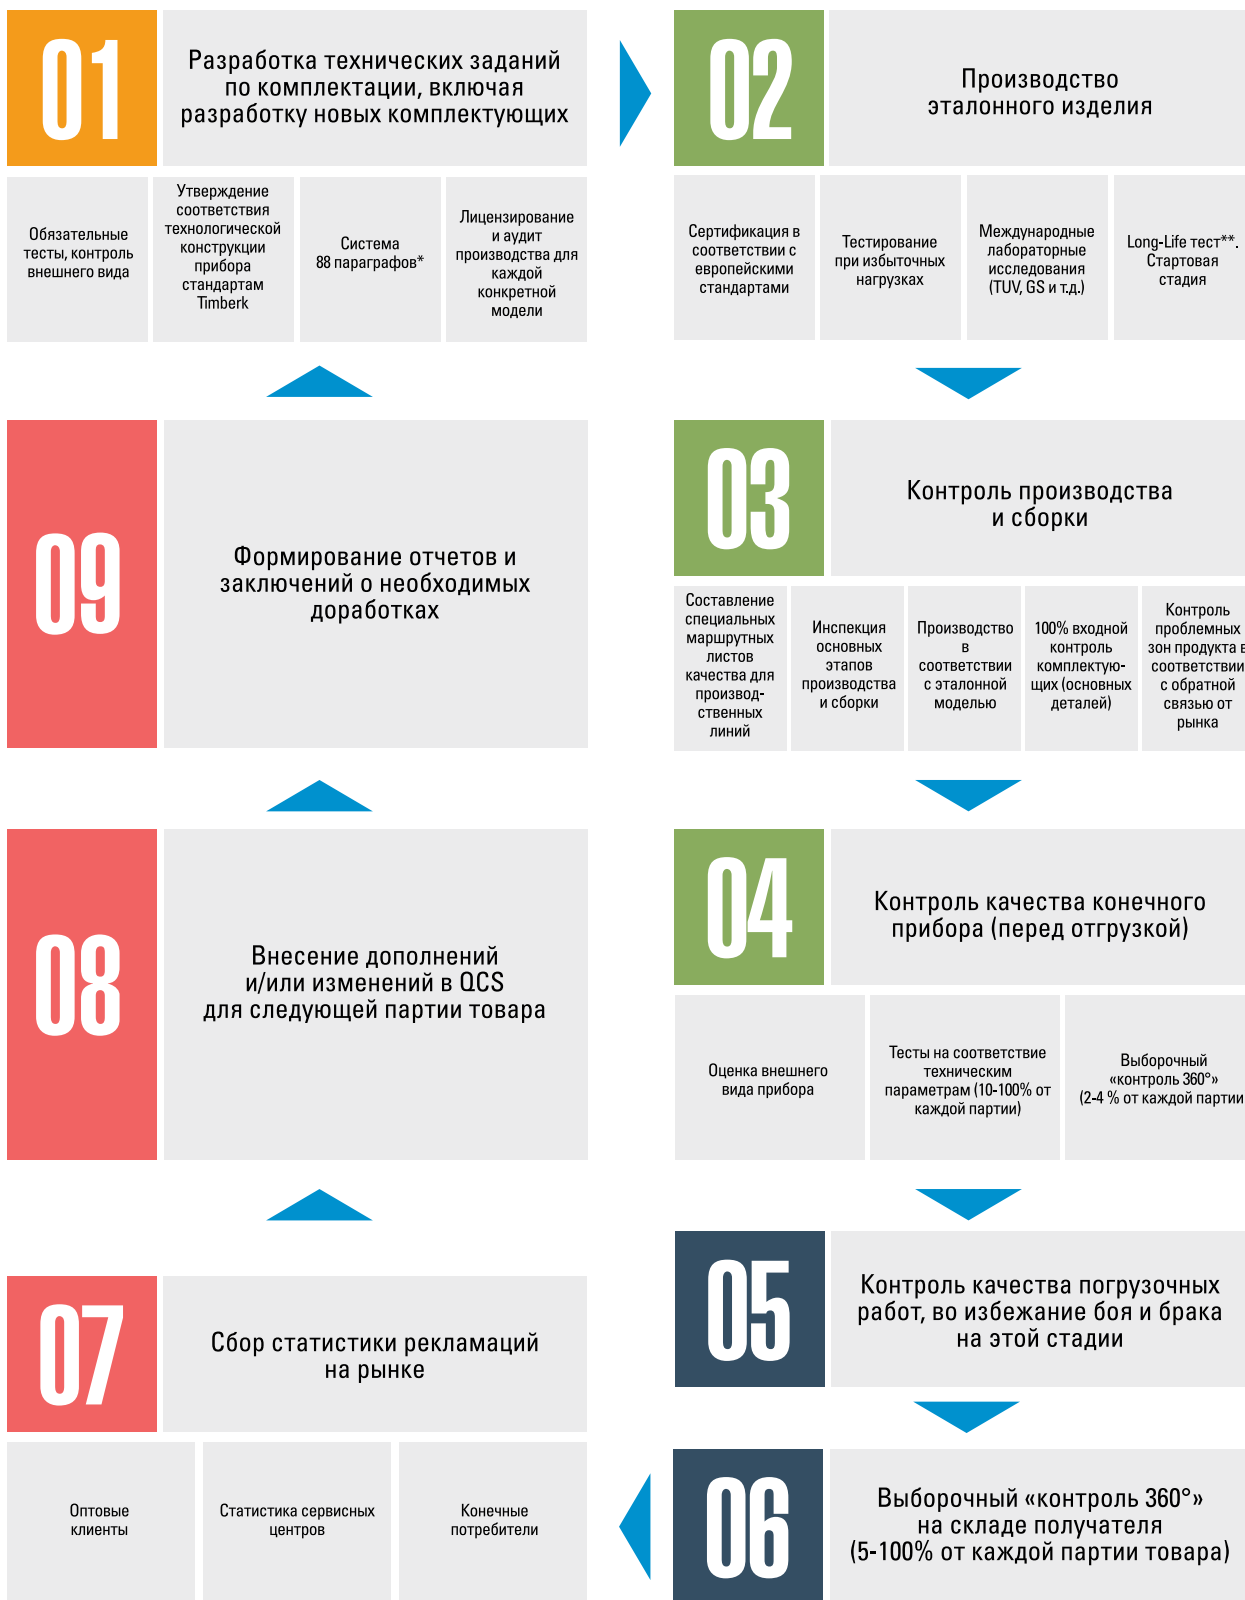 01
Разработка технических заданий
по комплектации, включая
разработку новых комплектующих
Обязательные
тесты, контроль
внешнего вида
Утверждение
соответствия
технологической
конструкции
прибора
стандартам
Timberk
Система
88 параграфов*
Лицензирование
и аудит
производства для
каждой
конкретной
модели
02
Производство
эталонного изделия
Сертификация в
соответствии с
европейскими
стандартами
Тестирование
при избыточных
нагрузках
Международные
лабораторные
исследования
(TUV, GS и т.д.)
Long-Life тест**.
Стартовая
стадия
03
Контроль производства
и сборки
Составление
специальных
маршрутных
листов
качества для
производ-
ственных
линий
Инспекция
основных
этапов
производства
и сборки
Производство
в
соответствии
с эталонной
моделью
100% входной
контроль
комплектую-
щих (основных
деталей)
Контроль
проблемных
зон продукта в
соответствии
с обратной
связью от
рынка
04
Контроль качества конечного
прибора (перед отгрузкой)
Оценка внешнего
вида прибора
Тесты на соответствие
техническим
параметрам (10-100% от
каждой партии)
Выборочный
«контроль 360°»
(2-4 % от каждой партии
05
Контроль качества погрузочных
работ, во избежание боя и брака
на этой стадии
06
Выборочный «контроль 360°»
на складе получателя
(5-100% от каждой партии товара)
07
Сбор статистики рекламаций
на рынке
Оптовые
клиенты
Статистика сервисных
центров
Конечные
потребители
08
Внесение дополнений
и/или изменений в QCS
для следующей партии товара
09
Формирование отчетов и
заключений о необходимых
доработках